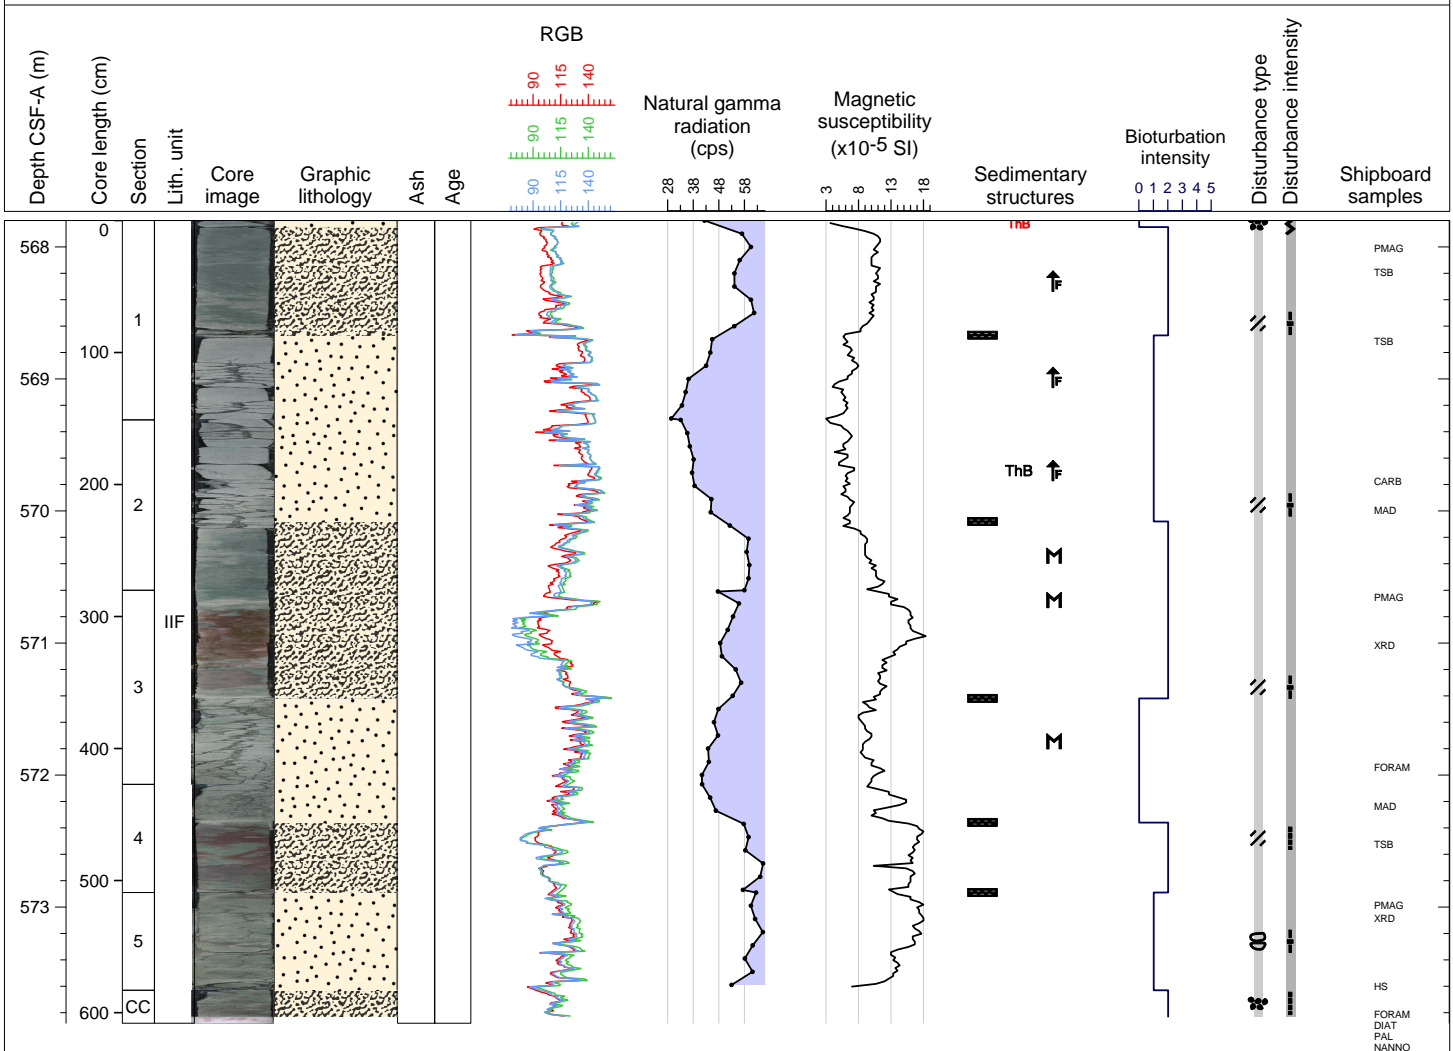 Depth CSF-A (m)
Core length (cm)
Section
Lith. unit
Core
image
Graphic
lithology
Ash
Age
RGB
90 115 140
90 115 140
90 115 140
Natural gamma
radiation
(cps)
28 38 48 58
Magnetic
susceptibility
(x10-5 SI)
3 8 13 18
Sedimentary
structures
Bioturbation
intensity
0 1 2 3 4 5
Disturbance type
Disturbance intensity
Shipboard
samples
0
ThB
568
PMAG
TSB
F
1
TSB
100
569
F
ThB
F
CARB
200
2
570
MAD
M
M
PMAG
300
IIF
571
XRD
3
M
400
572
FORAM
MAD
4
TSB
500
573
PMAG
XRD
5
HS
CC
600
FORAM
DIAT
PAL
NANNO